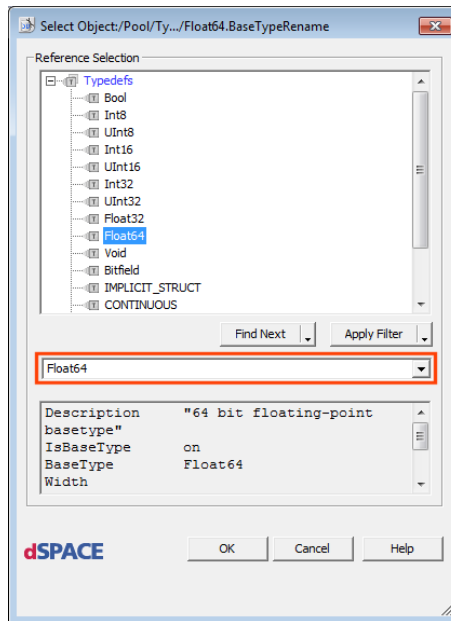 Select Object:/Pool/Ty.../Float64.BaseTypeRename
Reference Selection
Typedefs
Bool
Int8
UInt8
Int16
UInt16
Int32
UInt32
Float32
Float64
Void
Bitfield
IMPLICIT_STRUCT
CONTINUOUS
Find Next
Apply Filter
Float64
Description "64 bit floating-point
basetype"
IsBaseType on
BaseType Float64
Width
dSPACE
OK Cancel Help